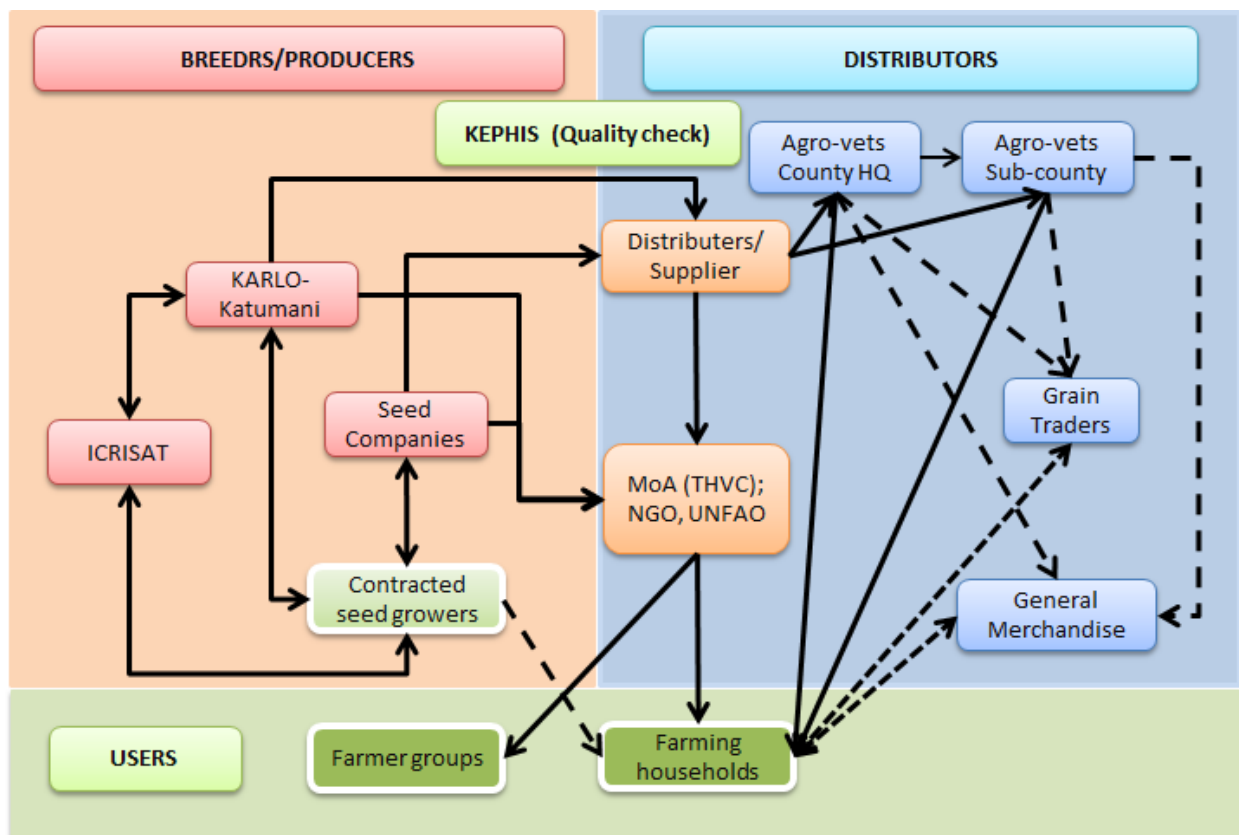 BREEDRS/PRODUCERS
DISTRIBUTORS
KEPHIS (Quality check)
Agro-vets
County HQ
Agro-vets
Sub-county
Distributers/
Supplier
KARLO-
Katumani
Seed
Companies
ICRISAT
Grain
Traders
MoA (THVC);
NGO, UNFAO
Contracted
seed growers
General
Merchandise
USERS
Farmer groups
Farming
households